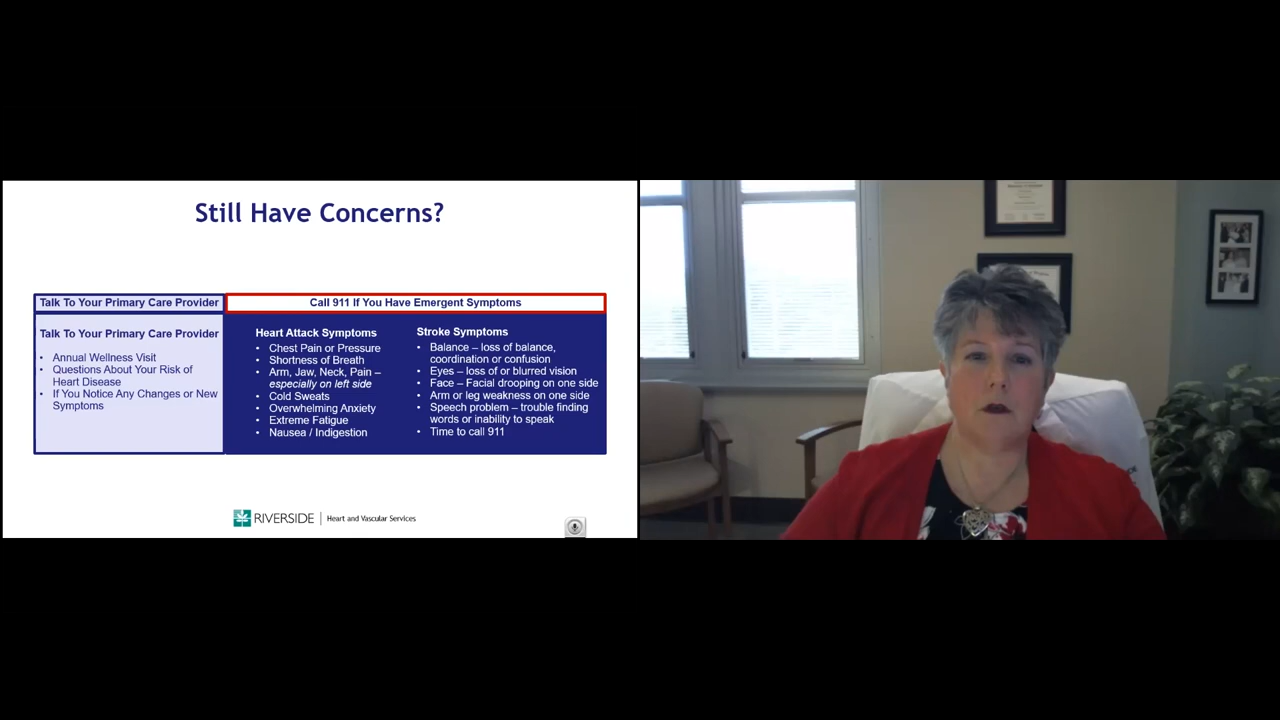 Still Have Concerns?
Talk To Your Primary Care Provider
Call 911 If You Have Emergent Symptoms
Talk To Your Primary Care Provider
• Annual Wellness Visit
• Questions About Your Risk of
Heart Disease
• If You Notice Any Changes or New
Symptoms
Heart Attack Symptoms
• Chest Pain or Pressure
• Shortness of Breath
• Arm, Jaw, Neck, Pain –
especially on left side
• Cold Sweats
• Overwhelming Anxiety
• Extreme Fatigue
• Nausea / Indigestion
Stroke Symptoms
• Balance – loss of balance,
coordination or confusion
• Eyes – loss of or blurred vision
• Face – Facial drooping on one side
• Arm or leg weakness on one side
• Speech problem – trouble finding
words or inability to speak
• Time to call 911
RIVERSIDE | Heart and Vascular Services